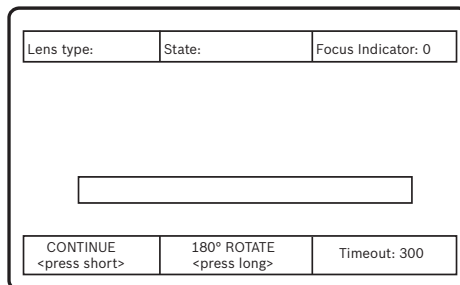 Lens type:
State:
Focus Indicator: 0
CONTINUE
<press short>
180° ROTATE
<press long>
Timeout: 300